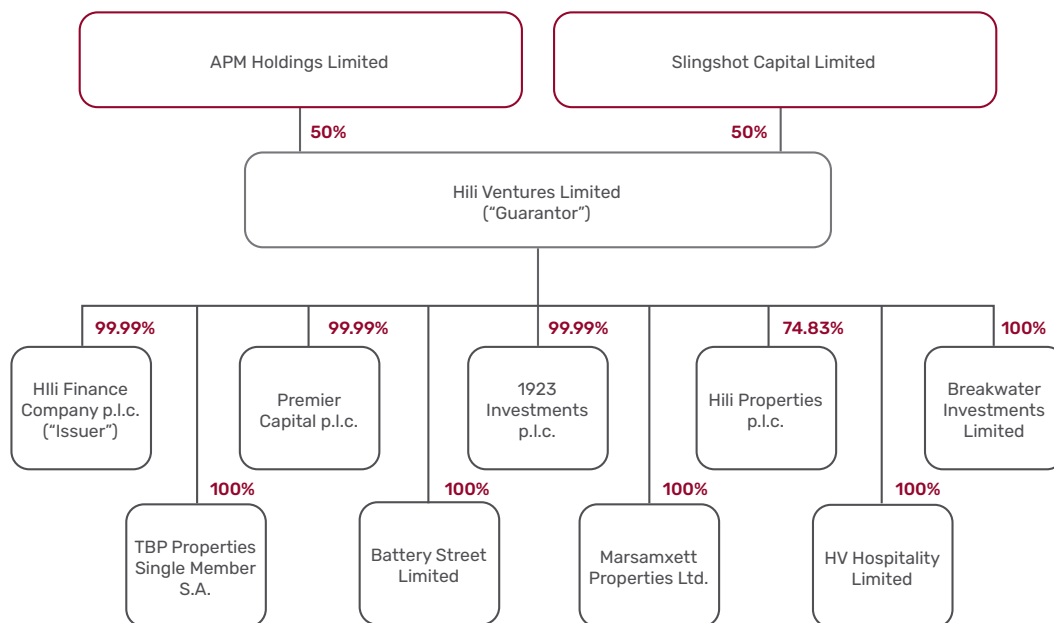 APM Holdings Limited
Slingshot Capital Limited
50%
50%
Hili Ventures Limited
(“Guarantor”)
99.99%
99.99%
99.99%
74.83%
100%
HIli Finance
Company p.l.c.
(“Issuer”)
Premier
Capital p.l.c.
1923
Investments
p.l.c.
Hili Properties
p.l.c.
Breakwater
Investments
Limited
100%
100%
100%
100%
TBP Properties
Single Member
S.A.
Battery Street
Limited
Marsamxett
Properties Ltd.
HV Hospitality
Limited